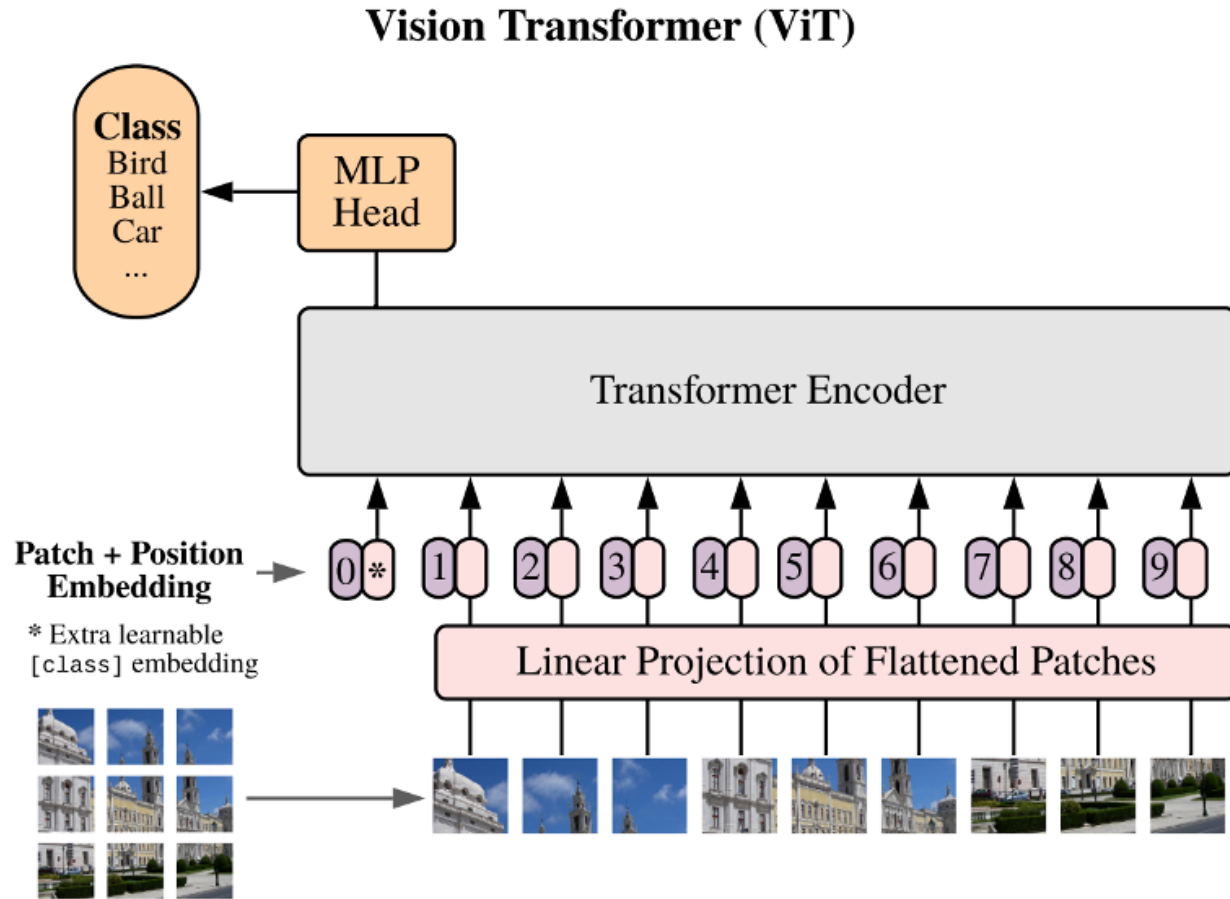 Vision Transformer (ViT)
Class
Bird
Ball
Car
...
MLP
Head
Transformer Encoder
Patch + Position
Embedding
0 * 1 2 3 4 5 6 7 8 9
* Extra learnable
[class] embedding
Linear Projection of Flattened Patches